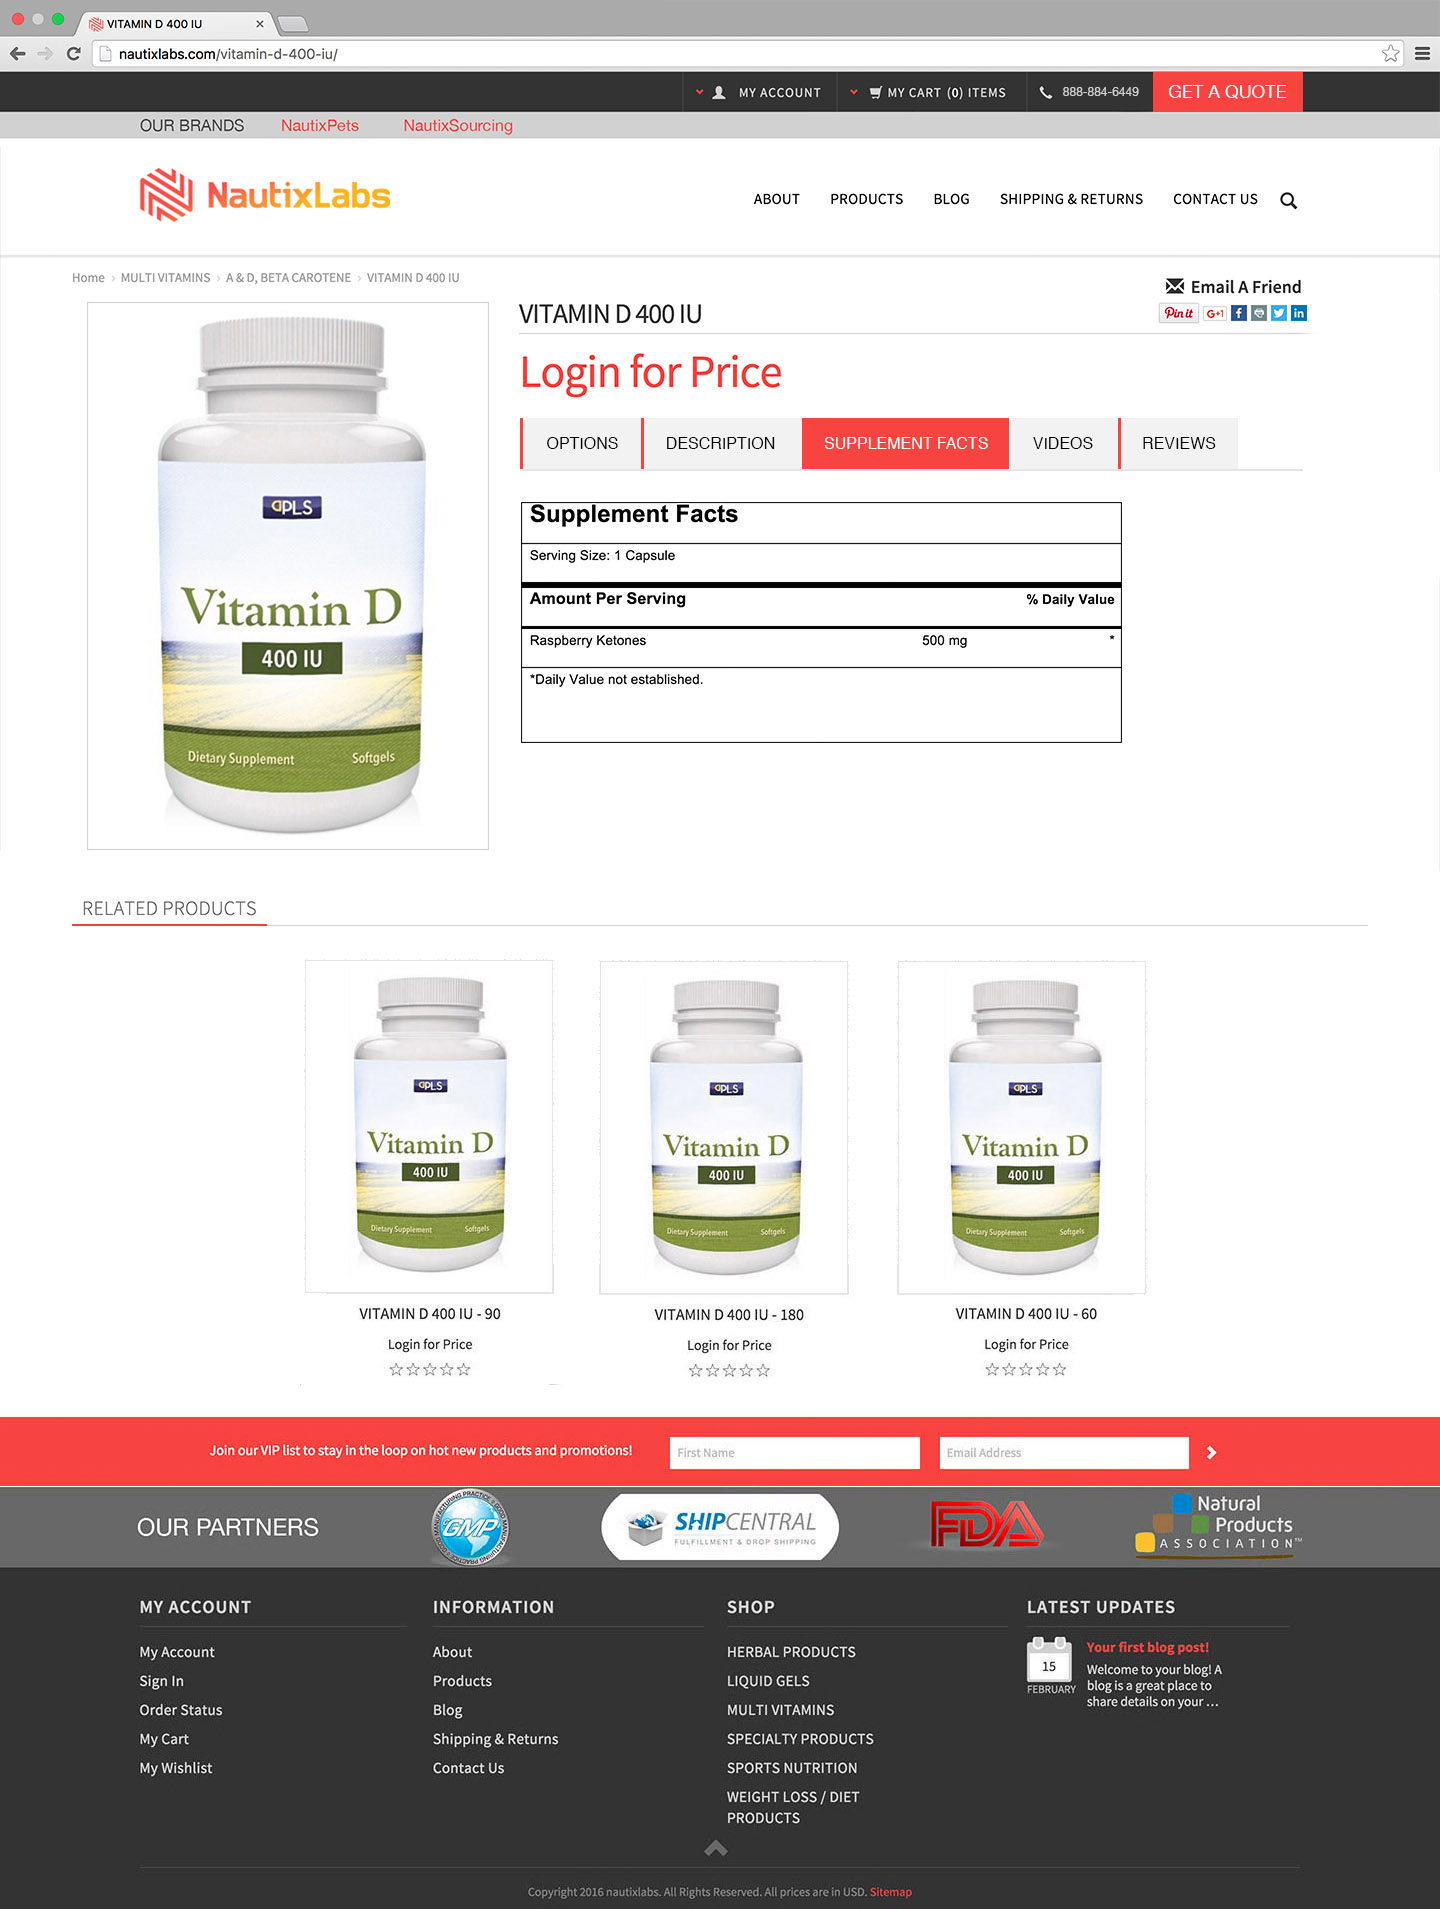 VITAMIN D 400 IU
nautixlabs.com/vitamin-d-400-iu/
MY ACCOUNT
MY CART (0) ITEMS
888-884-6449
GET A QUOTE
OUR BRANDS
NautixPets
NautixSourcing
NautixLabs
ABOUT
PRODUCTS
BLOG
SHIPPING & RETURNS
CONTACT US
Home › MULTI VITAMINS › A & D, BETA CAROTENE › VITAMIN D 400 IU
Email A Friend
Pin it
G+1
VITAMIN D 400 IU
Login for Price
PLS
Vitamin D
400 IU
Dietary Supplement
Softgels
OPTIONS
DESCRIPTION
SUPPLEMENT FACTS
VIDEOS
REVIEWS
Supplement Facts
Serving Size: 1 Capsule
Amount Per Serving % Daily Value
Raspberry Ketones 500 mg *
*Daily Value not established.
RELATED PRODUCTS
PLS
Vitamin D
400 IU
Dietary Supplement
Softgels
VITAMIN D 400 IU - 90
Login for Price
PLS
Vitamin D
400 IU
Dietary Supplement
Softgels
VITAMIN D 400 IU - 180
Login for Price
PLS
Vitamin D
400 IU
Dietary Supplement
Softgels
VITAMIN D 400 IU - 60
Login for Price
Join our VIP list to stay in the loop on hot new products and promotions!
First Name
Email Address
OUR PARTNERS
GMP
SHIPCENTRAL
FULFILLMENT & DROP SHIPPING
FDA
Natural
Products
ASSOCIATION™
MY ACCOUNT
My Account
Sign In
Order Status
My Cart
My Wishlist
INFORMATION
About
Products
Blog
Shipping & Returns
Contact Us
SHOP
HERBAL PRODUCTS
LIQUID GELS
MULTI VITAMINS
SPECIALTY PRODUCTS
SPORTS NUTRITION
WEIGHT LOSS / DIET
PRODUCTS
LATEST UPDATES
15
FEBRUARY
Your first blog post!
Welcome to your blog! A
blog is a great place to
share details on your ...
Copyright 2016 nautixlabs. All Rights Reserved. All prices are in USD. Sitemap